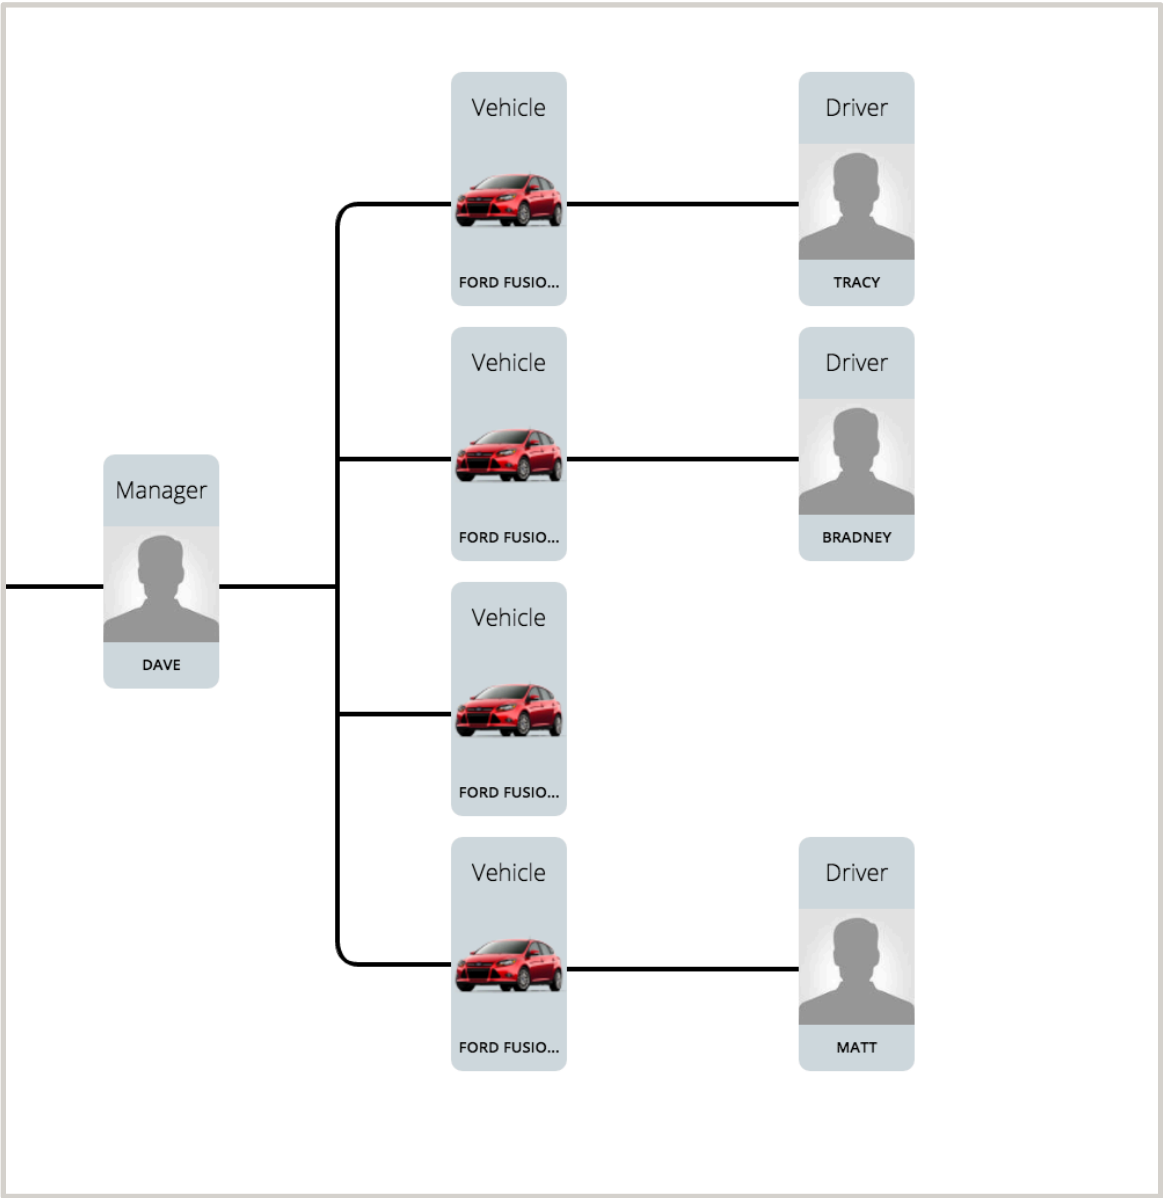 Vehicle
FORD FUSIO...
Driver
TRACY
Vehicle
FORD FUSIO...
Driver
BRADNEY
Manager
DAVE
Vehicle
FORD FUSIO...
Vehicle
FORD FUSIO...
Driver
MATT